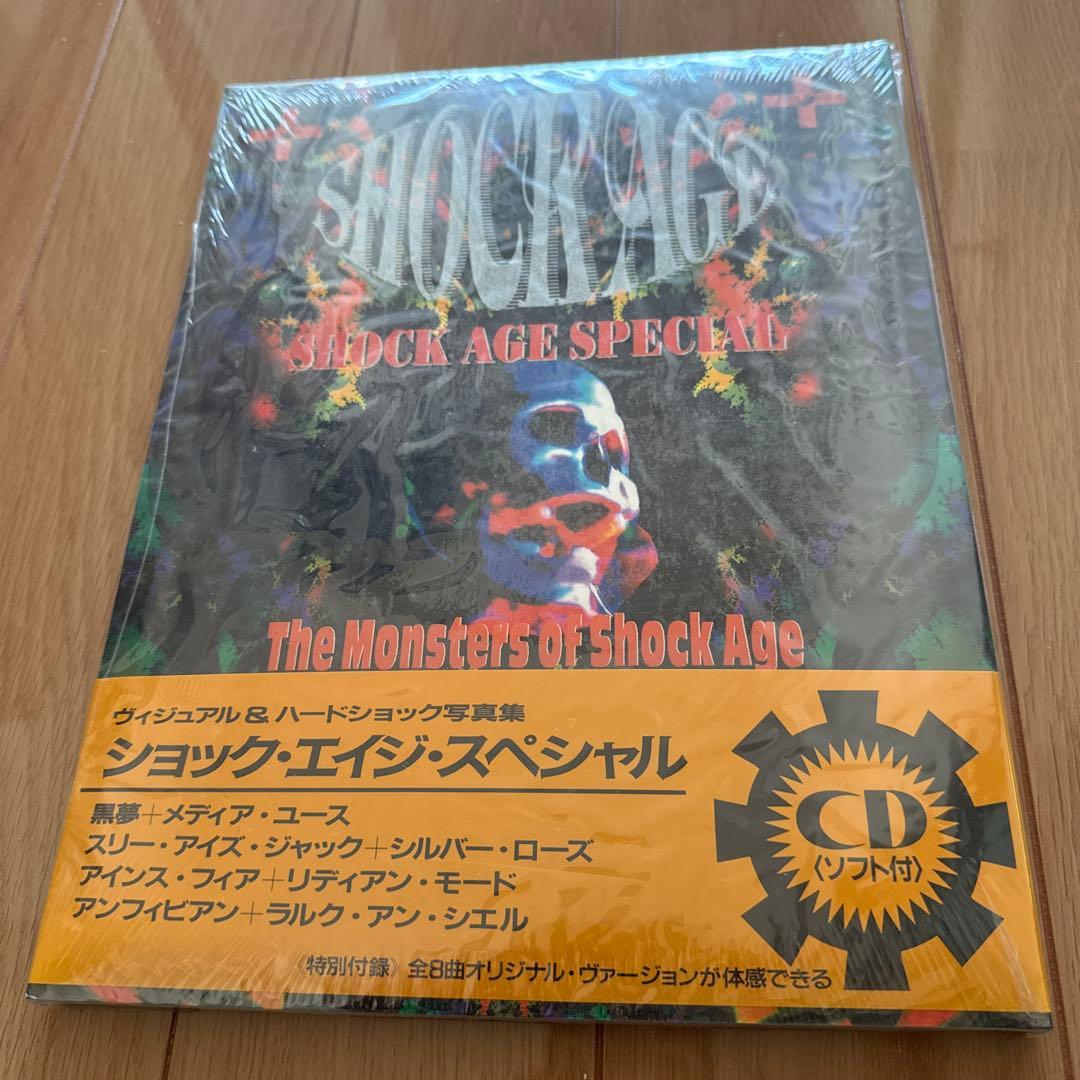 SHOCK AGE
SHOCK AGE SPECIAL
The Monsters of Shock Age
ヴィジュアル&ハードショック写真集
ショック・エイジ・スペシャル
黒夢+メディア・ユース
スリー・アイズ・ジャック+シルバー・ローズ
アインス・フィア+リディアン・モード
アンフィビアン+ラルク・アン・シエル
CD
〈ソフト付〉
《特別付録》全8曲オリジナル・ヴァージョンが体感できる